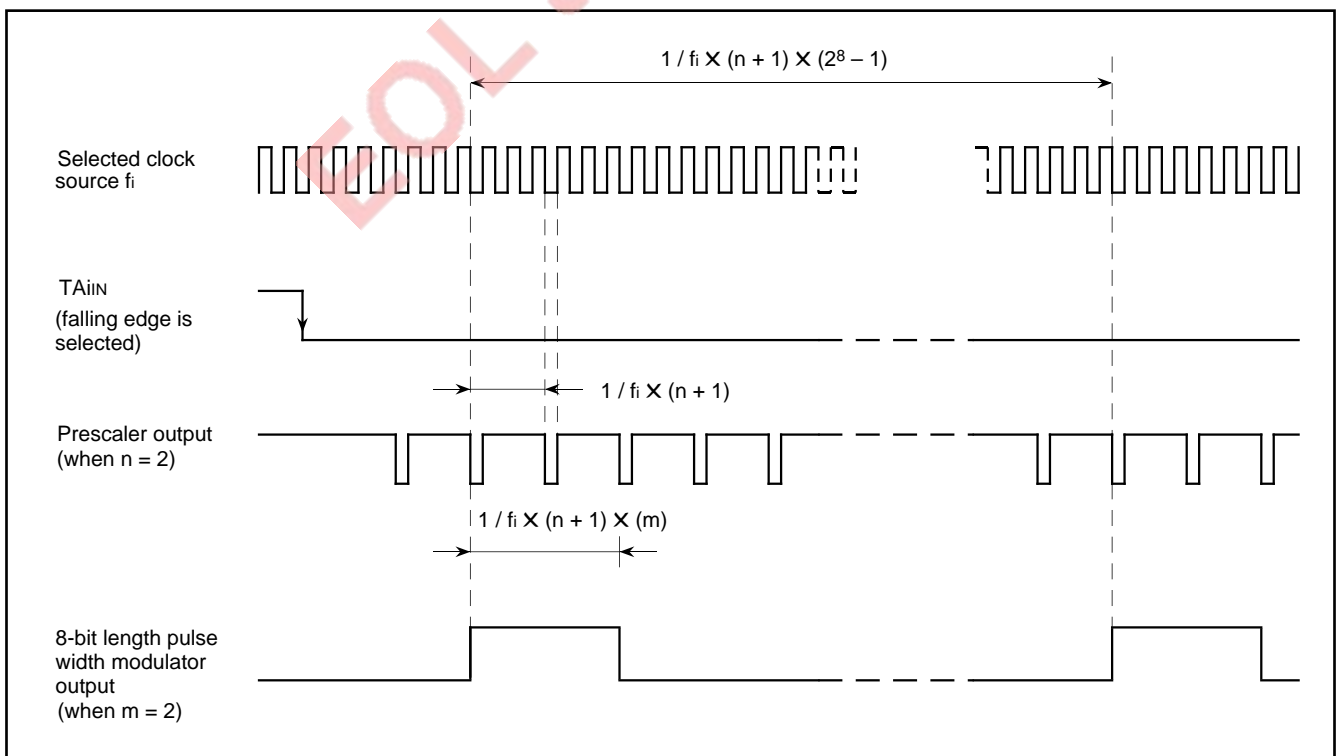 EOL
1 / fi × (n + 1) × (2⁸ – 1)
Selected clock
source fi
TAiIN
(falling edge is
selected)
1 / fi × (n + 1)
Prescaler output
(when n = 2)
1 / fi × (n + 1) × (m)
8-bit length pulse
width modulator
output
(when m = 2)